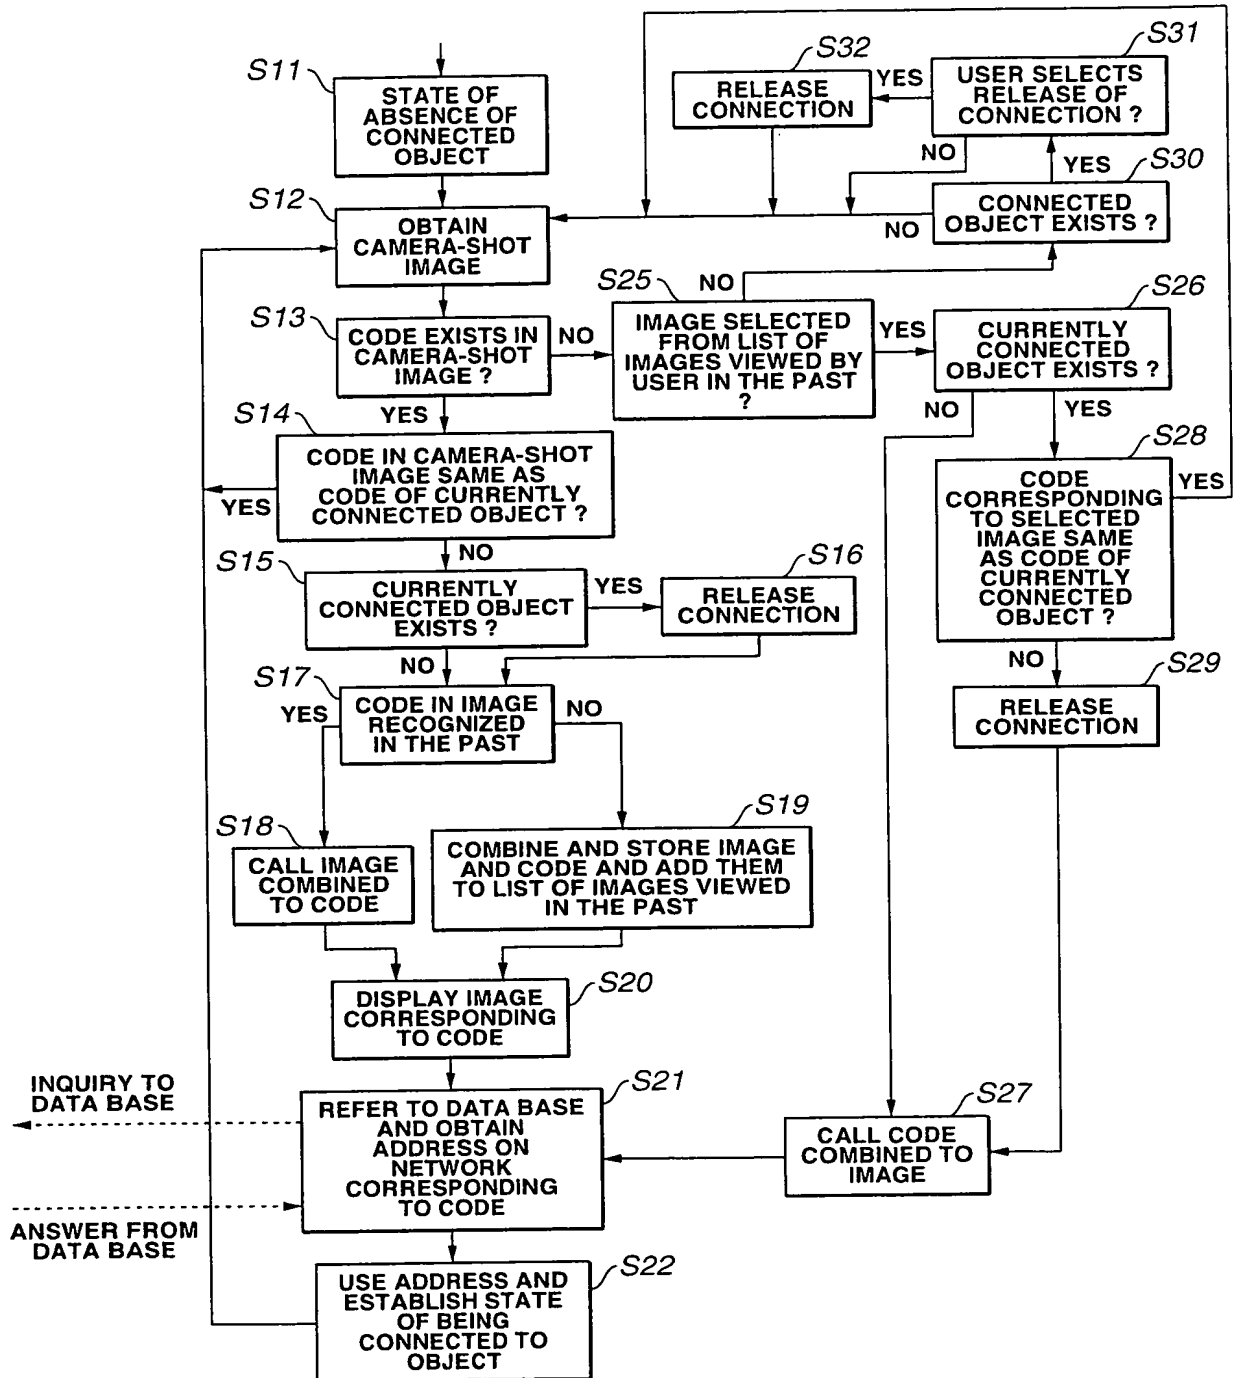 S11
STATE OF
ABSENCE OF
CONNECTED
OBJECT
S12
OBTAIN
CAMERA-SHOT
IMAGE
S13
CODE EXISTS IN
CAMERA-SHOT
IMAGE ?
NO
YES
S14
CODE IN CAMERA-SHOT
IMAGE SAME AS
CODE OF CURRENTLY
CONNECTED OBJECT ?
YES
NO
S15
CURRENTLY
CONNECTED OBJECT
EXISTS ?
YES
NO
S16
RELEASE
CONNECTION
S17
CODE IN IMAGE
RECOGNIZED
IN THE PAST
YES
NO
S18
CALL IMAGE
COMBINED
TO CODE
S19
COMBINE AND STORE IMAGE
AND CODE AND ADD THEM
TO LIST OF IMAGES VIEWED
IN THE PAST
S20
DISPLAY IMAGE
CORRESPONDING
TO CODE
S21
REFER TO DATA BASE
AND OBTAIN
ADDRESS ON
NETWORK
CORRESPONDING
TO CODE
INQUIRY TO
DATA BASE
ANSWER FROM
DATA BASE
S22
USE ADDRESS AND
ESTABLISH STATE
OF BEING
CONNECTED TO
OBJECT
S25
IMAGE SELECTED
FROM LIST OF
IMAGES VIEWED BY
USER IN THE PAST
?
NO
YES
S26
CURRENTLY
CONNECTED
OBJECT EXISTS ?
NO
YES
S27
CALL CODE
COMBINED TO
IMAGE
S28
CODE
CORRESPONDING
TO SELECTED
IMAGE SAME
AS CODE OF
CURRENTLY
CONNECTED
OBJECT ?
YES
NO
S29
RELEASE
CONNECTION
S30
CONNECTED
OBJECT EXISTS ?
YES
NO
S31
USER SELECTS
RELEASE OF
CONNECTION ?
YES
NO
S32
RELEASE
CONNECTION